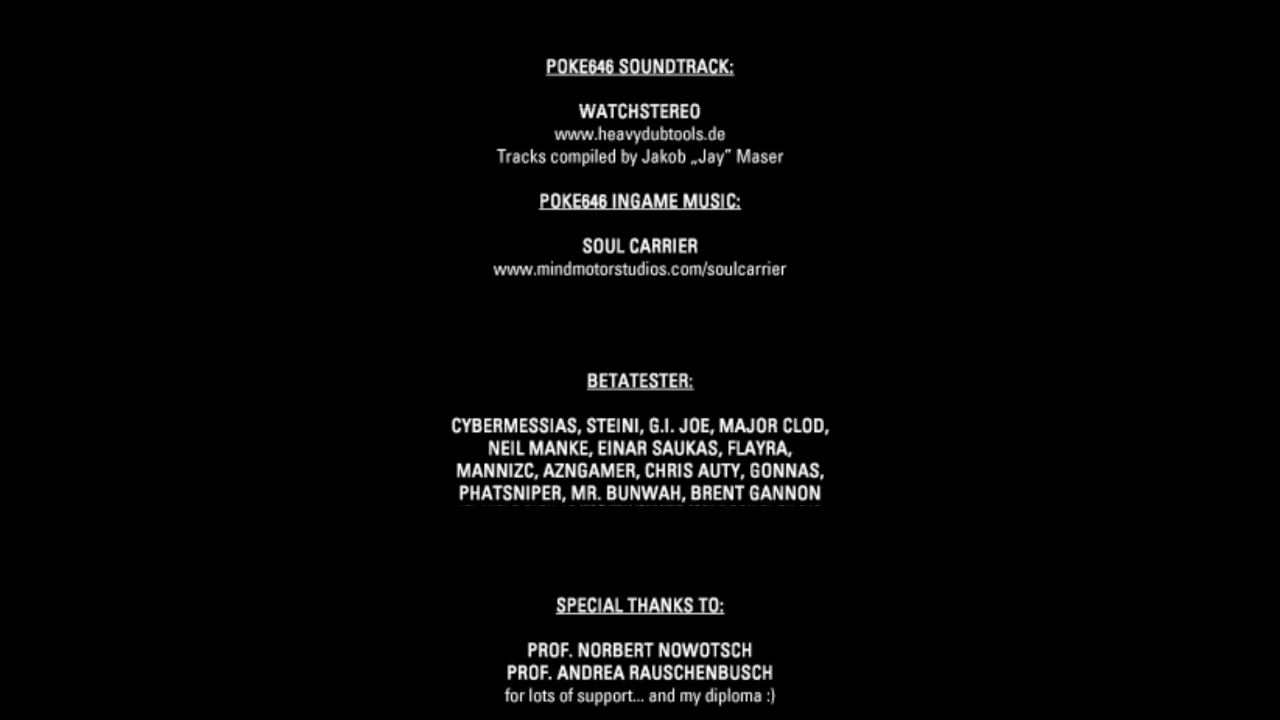 POKE646 SOUNDTRACK:
WATCHSTEREO
www.heavydubtools.de
Tracks compiled by Jakob „Jay” Maser
POKE646 INGAME MUSIC:
SOUL CARRIER
www.mindmotorstudios.com/soulcarrier
BETATESTER:
CYBERMESSIAS, STEINI, G.I. JOE, MAJOR CLOD,
NEIL MANKE, EINAR SAUKAS, FLAYRA,
MANNIZC, AZNGAMER, CHRIS AUTY, GONNAS,
PHATSNIPER, MR. BUNWAH, BRENT GANNON
SPECIAL THANKS TO:
PROF. NORBERT NOWOTSCH
PROF. ANDREA RAUSCHENBUSCH
for lots of support... and my diploma :)